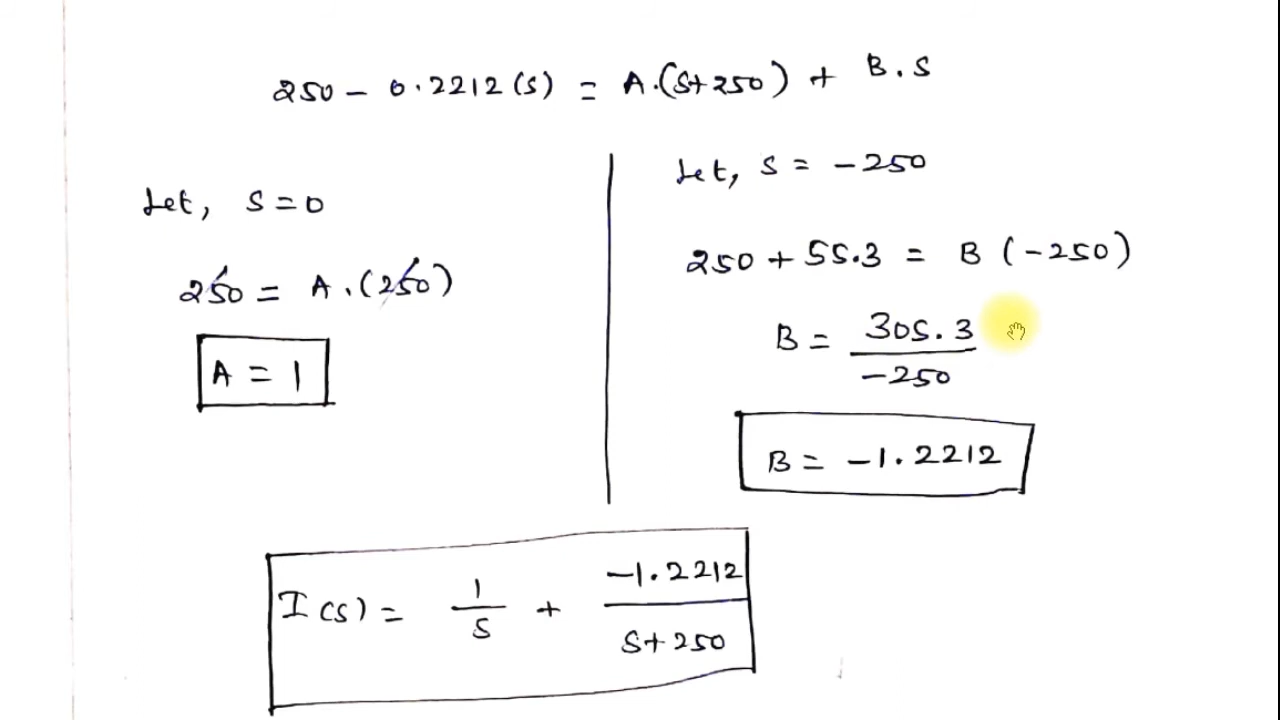 250 - 0.2212 (S) = A.(S+250) + B.S
Let, S = 0
250 = A.(250)
A = 1
Let, S = -250
250 + 55.3 = B (-250)
B = 305.3
-250
B = -1.2212
I(S) = 1/S + -1.2212/S+250